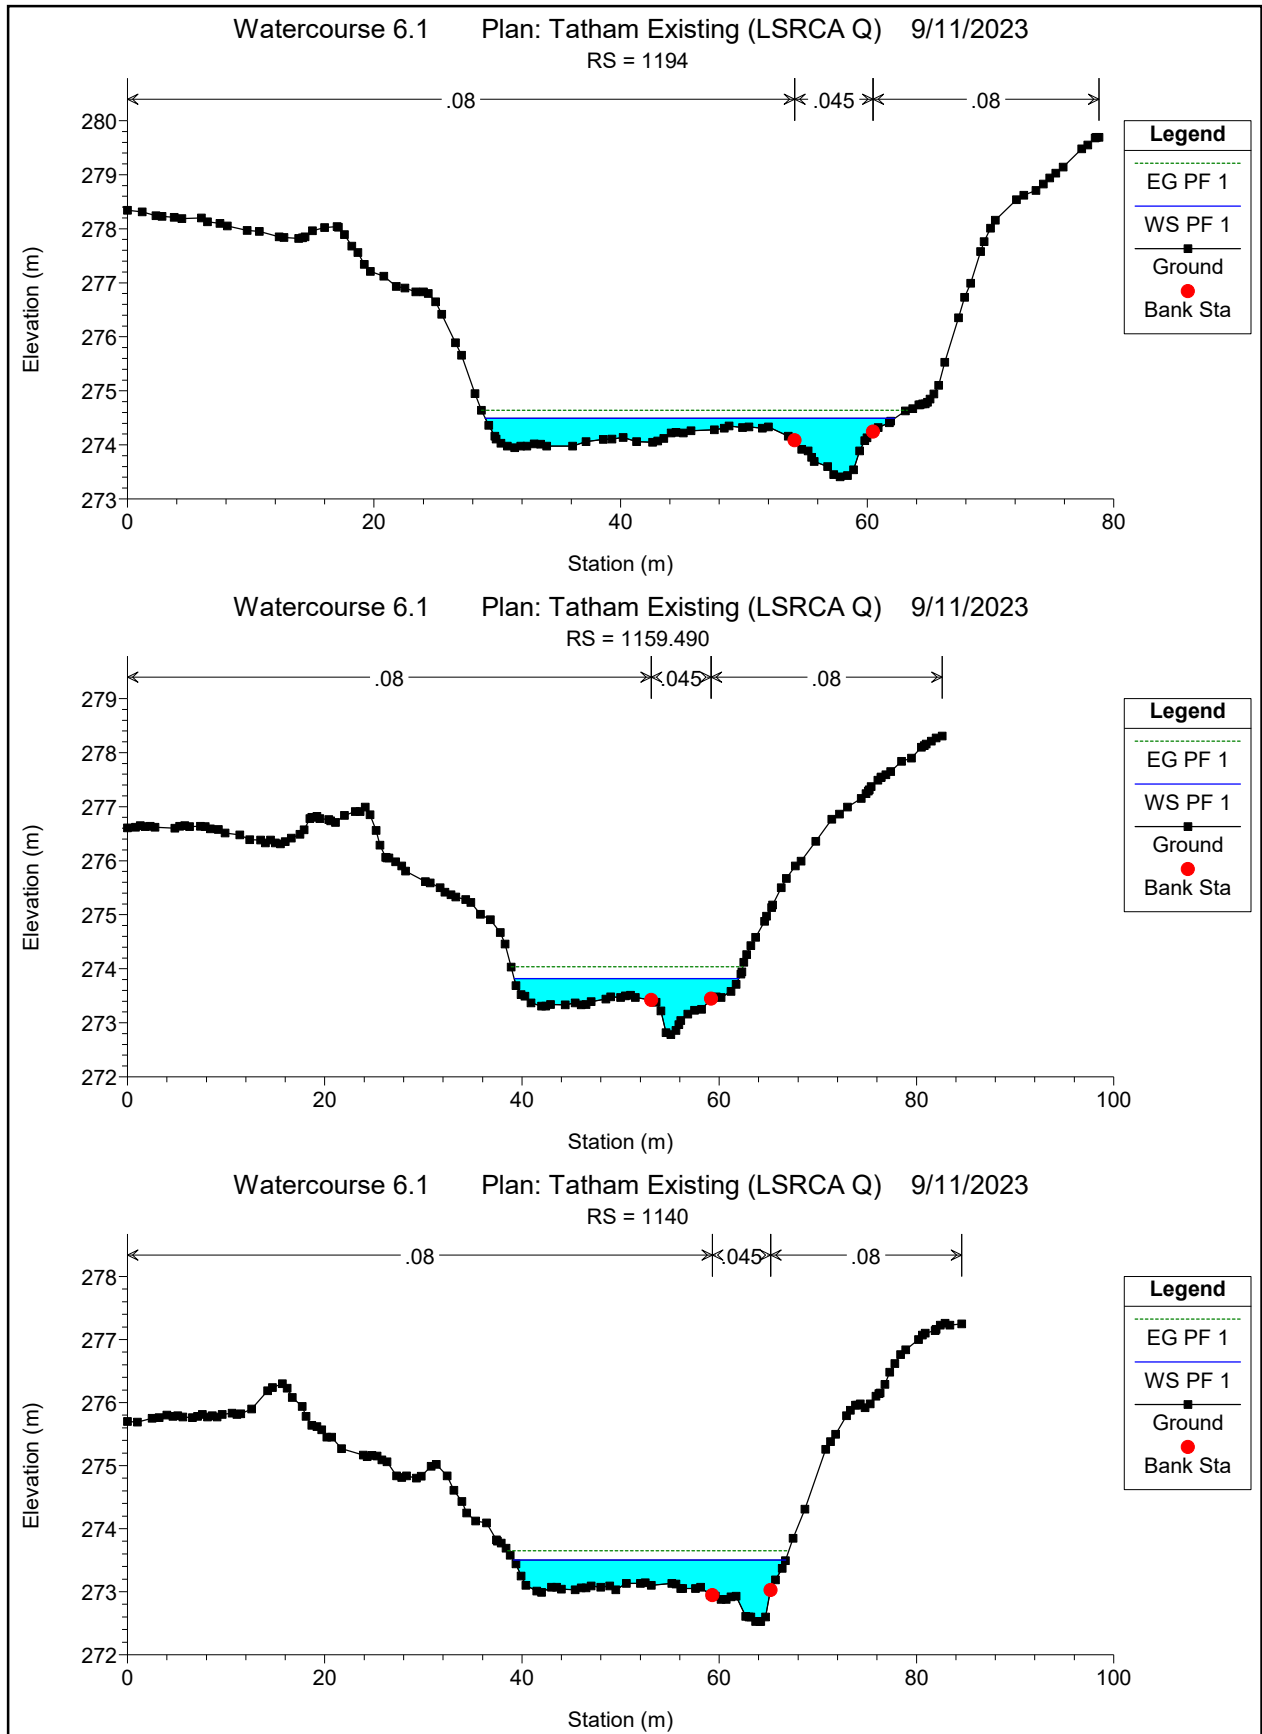 Watercourse 6.1 Plan: Tatham Existing (LSRCA Q) 9/11/2023
RS = 1194
.08 .045 .08
280
279
278
277
276
275
274
273
0 20 40 60 80
Station (m)
Elevation (m)
Legend
EG PF 1
WS PF 1
Ground
Bank Sta
Watercourse 6.1 Plan: Tatham Existing (LSRCA Q) 9/11/2023
RS = 1159.490
.08 .045 .08
279
278
277
276
275
274
273
272
0 20 40 60 80 100
Station (m)
Elevation (m)
Legend
EG PF 1
WS PF 1
Ground
Bank Sta
Watercourse 6.1 Plan: Tatham Existing (LSRCA Q) 9/11/2023
RS = 1140
.08 .045 .08
278
277
276
275
274
273
272
0 20 40 60 80 100
Station (m)
Elevation (m)
Legend
EG PF 1
WS PF 1
Ground
Bank Sta